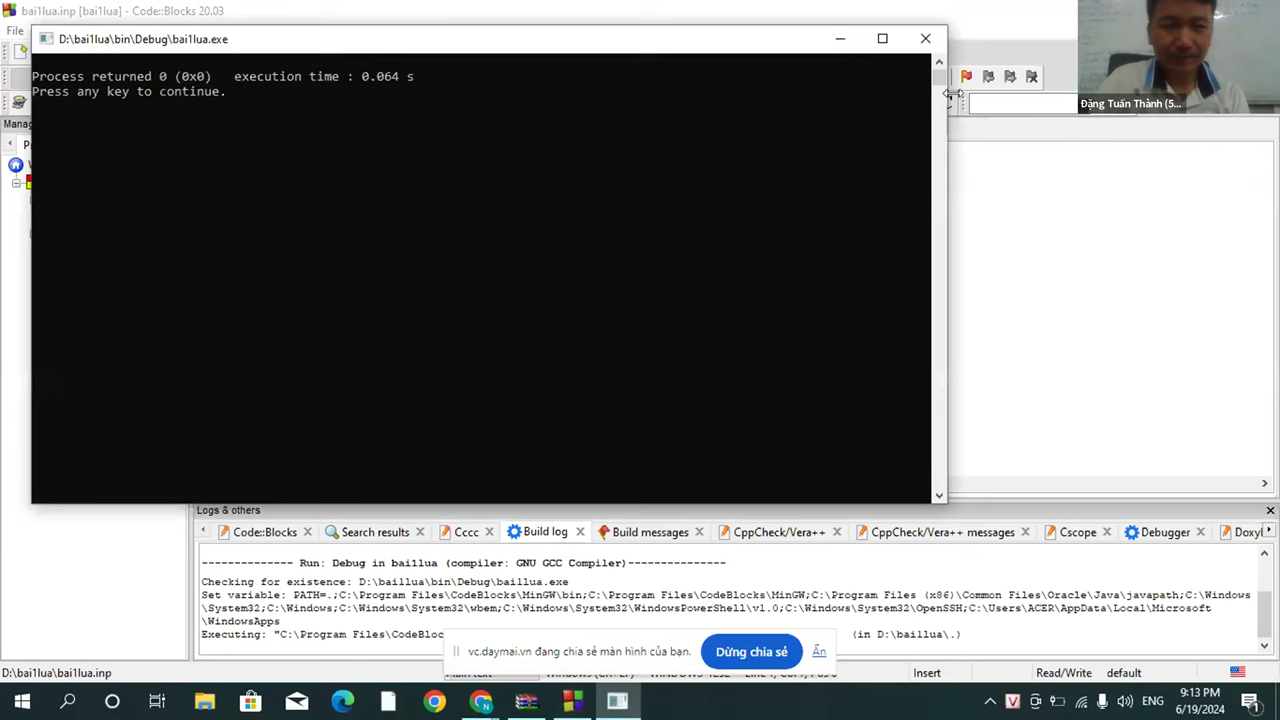 bai1lua.inp [bai1lua] - Code::Blocks 20.03
File
D:\bai1lua\bin\Debug\bai1lua.exe
Process returned 0 (0x0)   execution time : 0.064 s
Press any key to continue.
Đặng Tuấn Thành (5...
Logs & others
Code::Blocks
Search results
Cccc
Build log
Build messages
CppCheck/Vera++
CppCheck/Vera++ messages
Cscope
Debugger
-------------- Run: Debug in bai1lua (compiler: GNU GCC Compiler)---------------
Checking for existence: D:\bai1lua\bin\Debug\bai1lua.exe
Set variable: PATH=.;C:\Program Files\CodeBlocks\MinGW\bin;C:\Program Files\CodeBlocks\MinGW;C:\Program Files (x86)\Common Files\Oracle\Java\javapath;C:\Windows
\System32;C:\Windows;C:\Windows\System32\wbem;C:\Windows\System32\WindowsPowerShell\v1.0;C:\Windows\System32\OpenSSH;C:\Users\ACER\AppData\Local\Microsoft
\WindowsApps
Executing: "C:\Program Files\CodeBloc (in D:\bai1lua\.)
vc.daymai.vn đang chia sẻ màn hình của bạn.
Dừng chia sẻ
Ẩn
D:\bai1lua\bai1lua.inp
Insert
Read/Write
default
ENG
9:13 PM
6/19/2024